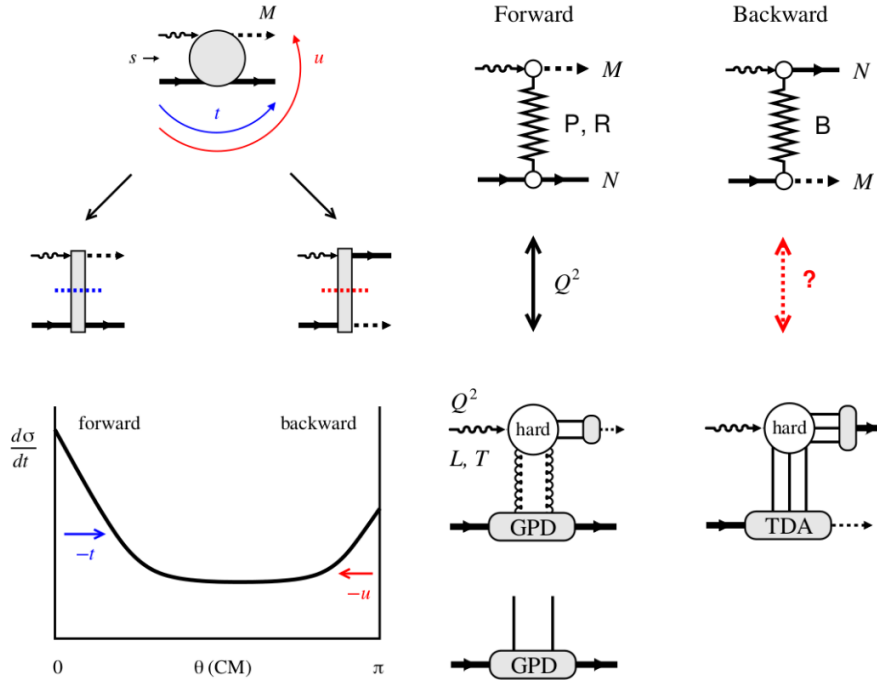 M
s →
u
t
Forward
Backward
M
P, R
N
N
B
M
Q²
?
forward
backward
dσ
dt
−t
−u
0
θ (CM)
π
Q²
hard
L, T
GPD
hard
TDA
GPD